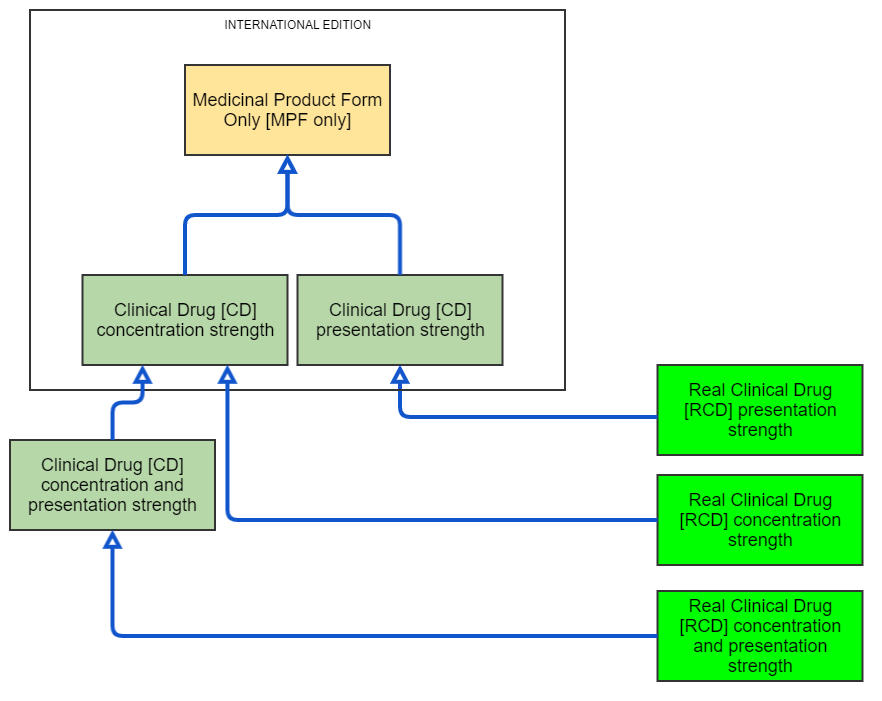 INTERNATIONAL EDITION
Medicinal Product Form
Only [MPF only]
Clinical Drug [CD]
concentration strength
Clinical Drug [CD]
presentation strength
Real Clinical Drug
[RCD] presentation
strength
Clinical Drug [CD]
concentration and
presentation strength
Real Clinical Drug
[RCD] concentration
strength
Real Clinical Drug
[RCD] concentration
and presentation
strength